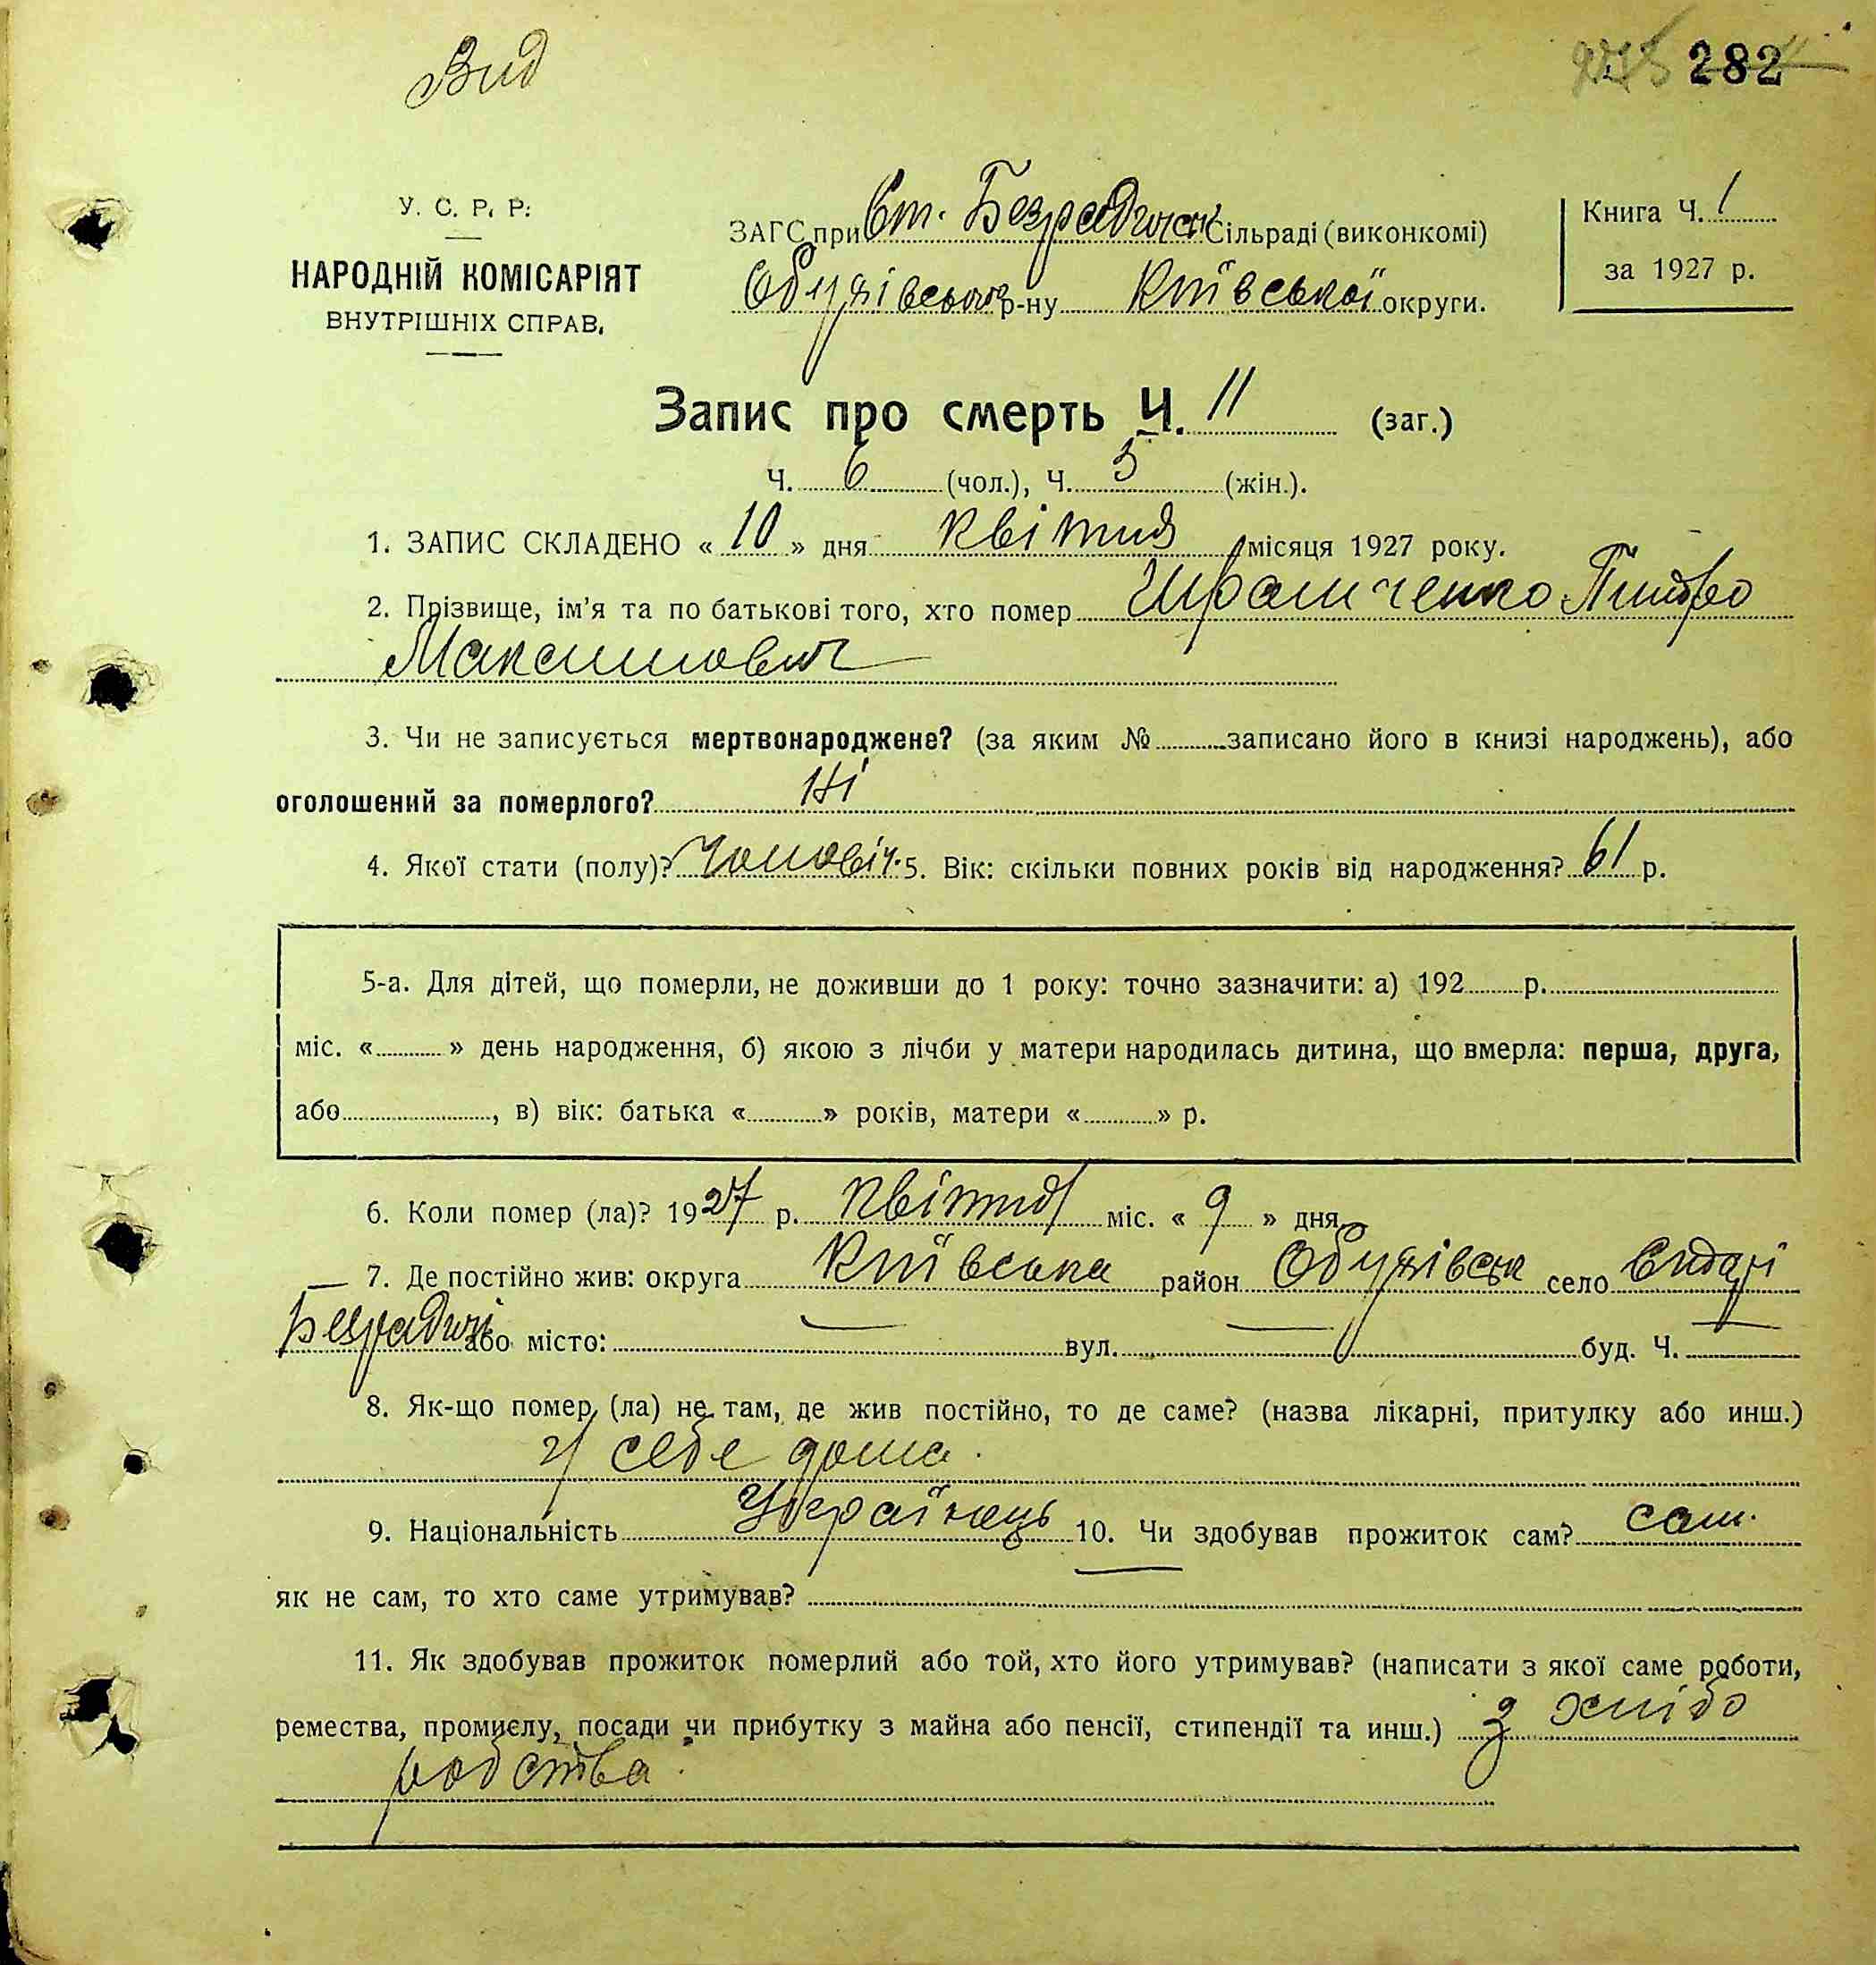 Вид
282
У. С. Р. Р.
НАРОДНІЙ КОМІСАРІЯТ
ВНУТРІШНІХ СПРАВ.
ЗАГС при Ст. Безрадичськ Сільраді (виконкомі)
Обухівськог р-ну Київської округи.
Книга Ч. 1
за 1927 р.
Запис про смерть Ч. 11 (заг.)
Ч. 6 (чол.), Ч. 5 (жін.).
1. ЗАПИС СКЛАДЕНО « 10 » дня Квітня місяця 1927 року.
2. Прізвище, ім’я та по батькові того, хто помер
Максимович
3. Чи не записується мертвонароджене? (за яким № записано його в книзі народжень), або
оголошений за померлого? Ні
4. Якої стати (полу)? Чоловіч. 5. Вік: скільки повних років від народження? 61 р.
5-а. Для дітей, що померли, не доживши до 1 року: точно зазначити: а) 192 р.
міс. « » день народження, б) якою з лічби у матери народилась дитина, що вмерла: перша, друга,
або , в) вік: батька « » років, матери « » р.
6. Коли помер (ла)? 1927 р. Квітня міс. « 9 » дня
7. Де постійно жив: округа Київська район Обухівськ село Старі
Безрадичі або місто: — вул. — буд. Ч. —
8. Як-що помер (ла) не там, де жив постійно, то де саме? (назва лікарні, притулку або инш.)
У себе дома.
9. Національність Українець 10. Чи здобував прожиток сам? сам.
як не сам, то хто саме утримував?
11. Як здобував прожиток померлий або той, хто його утримував? (написати з якої саме роботи,
ремества, промислу, посади чи прибутку з майна або пенсії, стипендії та инш.) з хлібо
робства.